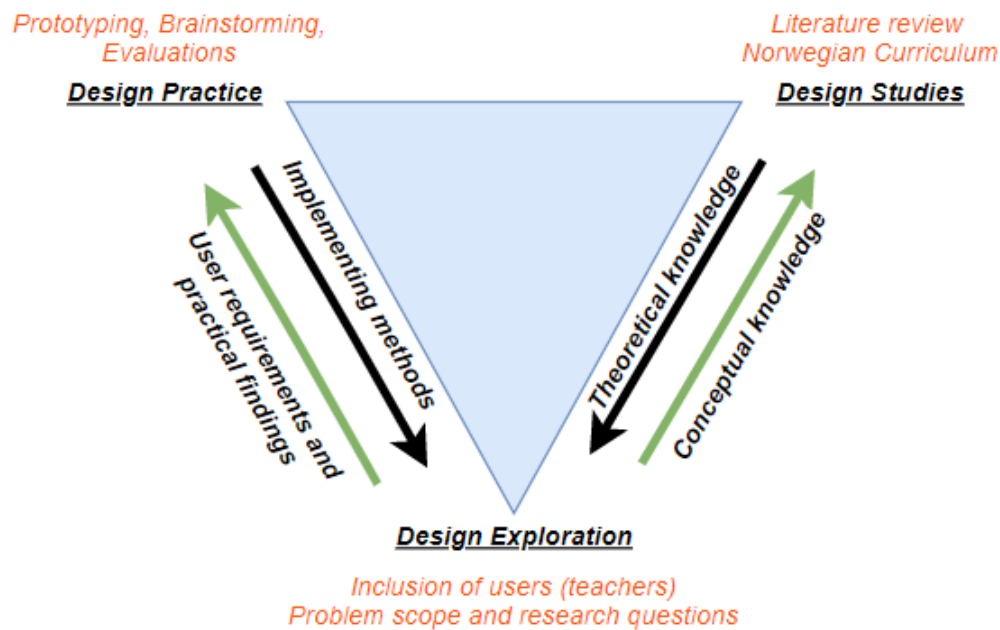 Prototyping, Brainstorming,
Evaluations
Design Practice
Literature review
Norwegian Curriculum
Design Studies
Implementing methods
User requirements and
practical findings
Theoretical knowledge
Conceptual knowledge
Design Exploration
Inclusion of users (teachers)
Problem scope and research questions